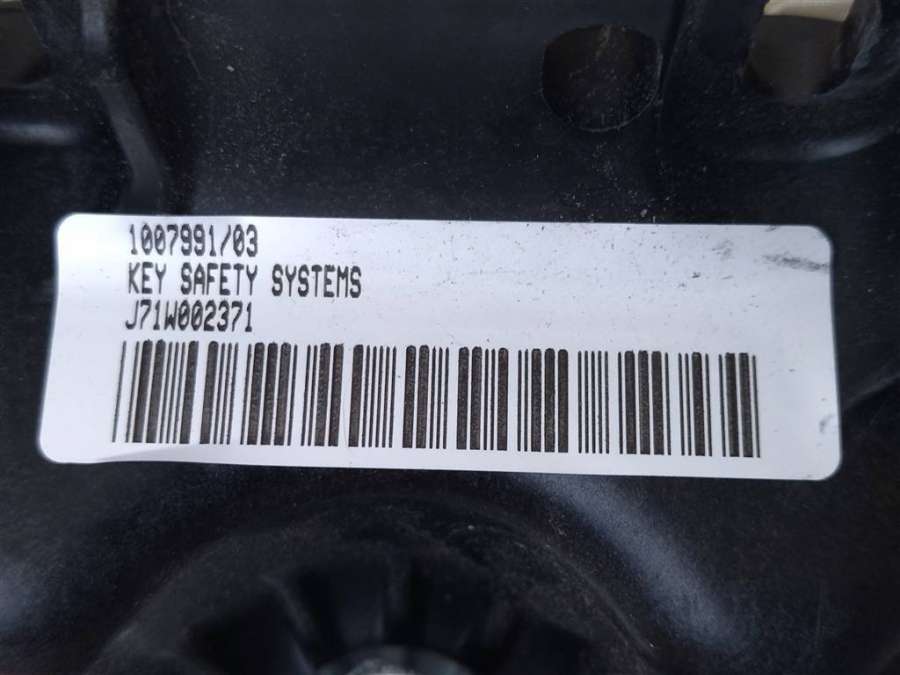 1007991/03
KEY SAFETY SYSTEMS
J71W002371